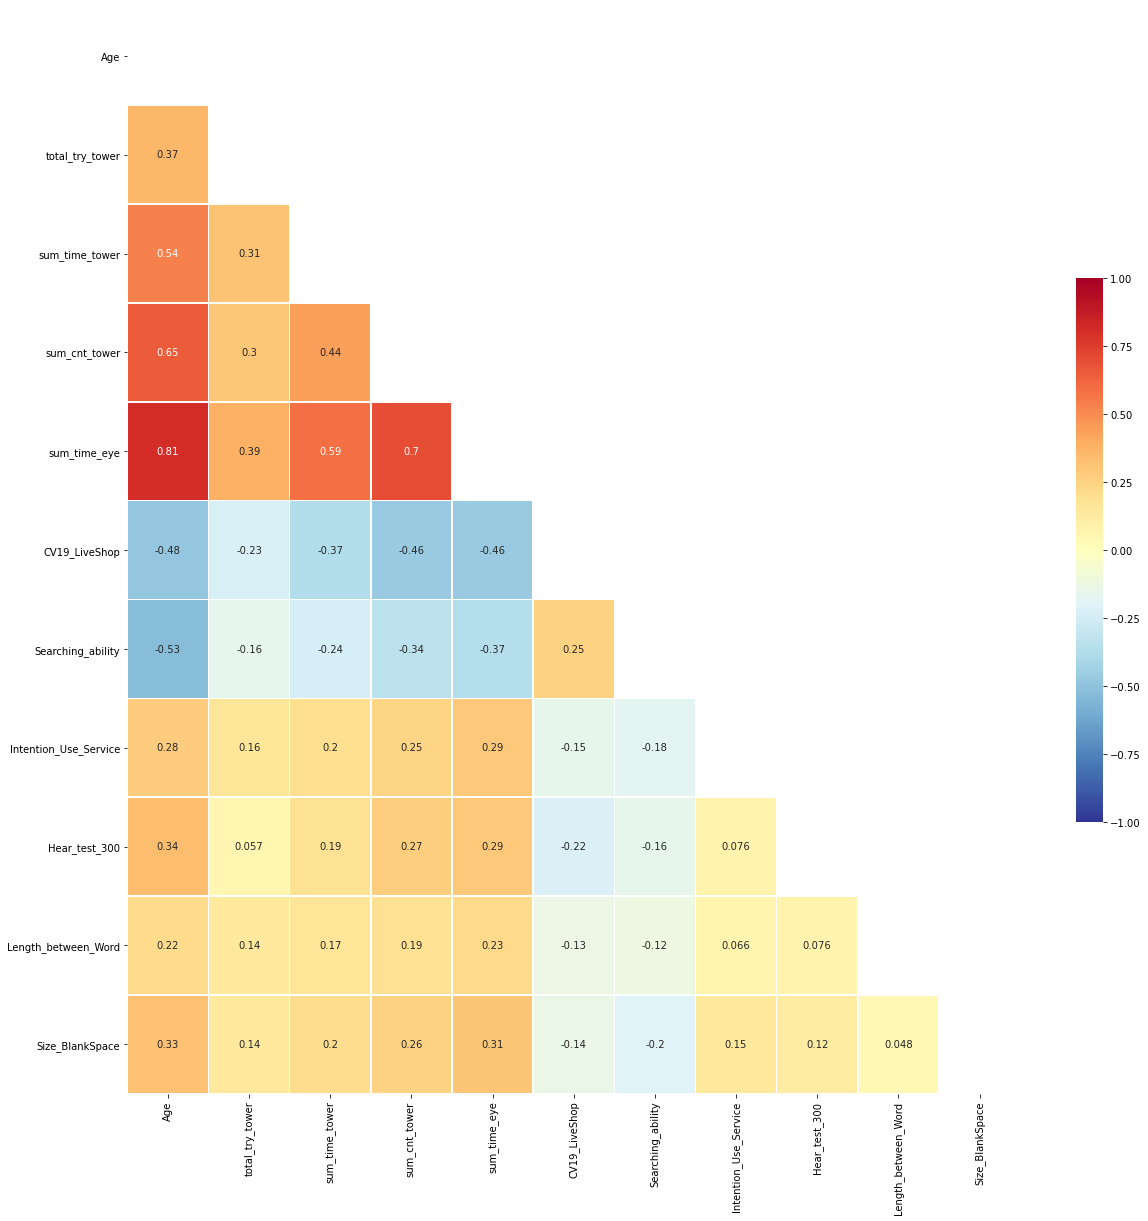 Age
total_try_tower
0.37
sum_time_tower
0.54 0.31
sum_cnt_tower
0.65 0.3 0.44
sum_time_eye
0.81 0.39 0.59 0.7
CV19_LiveShop
-0.48 -0.23 -0.37 -0.46 -0.46
Searching_ability
-0.53 -0.16 -0.24 -0.34 -0.37 0.25
Intention_Use_Service
0.28 0.16 0.2 0.25 0.29 -0.15 -0.18
Hear_test_300
0.34 0.057 0.19 0.27 0.29 -0.22 -0.16 0.076
Length_between_Word
0.22 0.14 0.17 0.19 0.23 -0.13 -0.12 0.066 0.076
Size_BlankSpace
0.33 0.14 0.2 0.26 0.31 -0.14 -0.2 0.15 0.12 0.048
Age
total_try_tower
sum_time_tower
sum_cnt_tower
sum_time_eye
CV19_LiveShop
Searching_ability
Intention_Use_Service
Hear_test_300
Length_between_Word
Size_BlankSpace
1.00
0.75
0.50
0.25
0.00
−0.25
−0.50
−0.75
−1.00